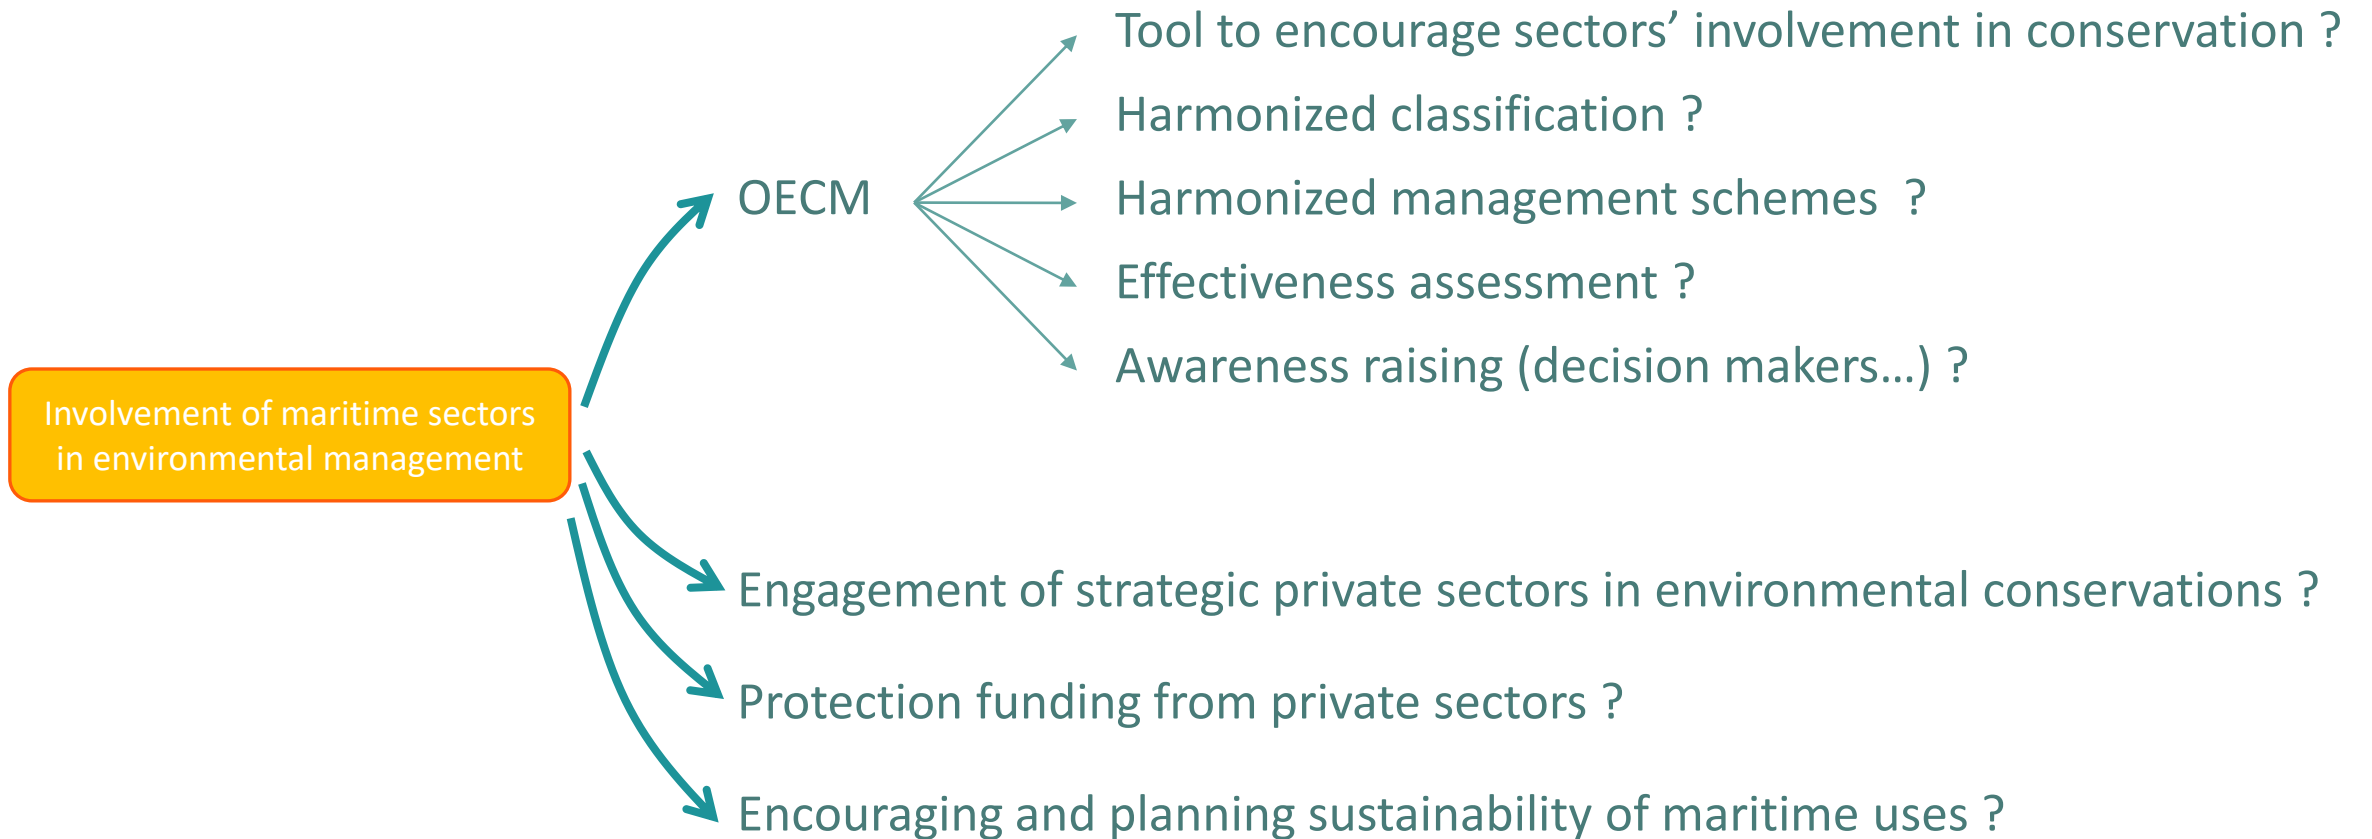 Tool to encourage sectors’ involvement in conservation ?
Harmonized classification ?
OECM
Harmonized management schemes ?
Effectiveness assessment ?
Awareness raising (decision makers...) ?
Involvement of maritime sectors
in environmental management
Engagement of strategic private sectors in environmental conservations ?
Protection funding from private sectors ?
Encouraging and planning sustainability of maritime uses ?